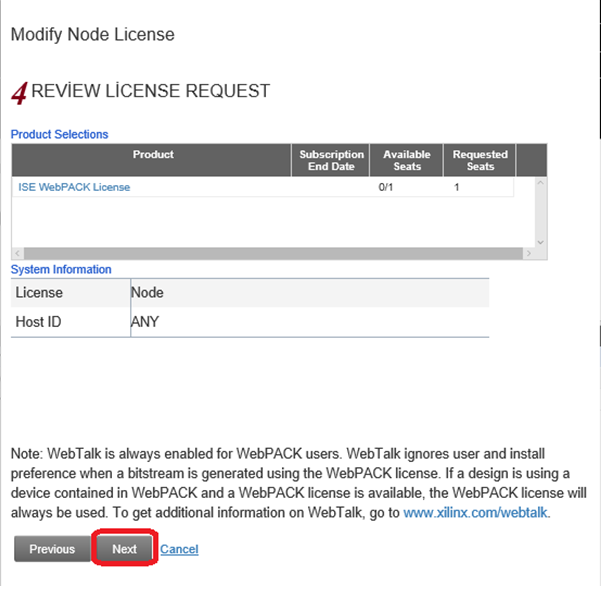 Modify Node License
4 REVİEW LİCENSE REQUEST
Product Selections
Product Subscription End Date Available Seats Requested Seats
ISE WebPACK License 0/1 1
System Information
License Node
Host ID ANY
Note: WebTalk is always enabled for WebPACK users. WebTalk ignores user and install
preference when a bitstream is generated using the WebPACK license. If a design is using a
device contained in WebPACK and a WebPACK license is available, the WebPACK license will
always be used. To get additional information on WebTalk, go to www.xilinx.com/webtalk.
Previous Next Cancel